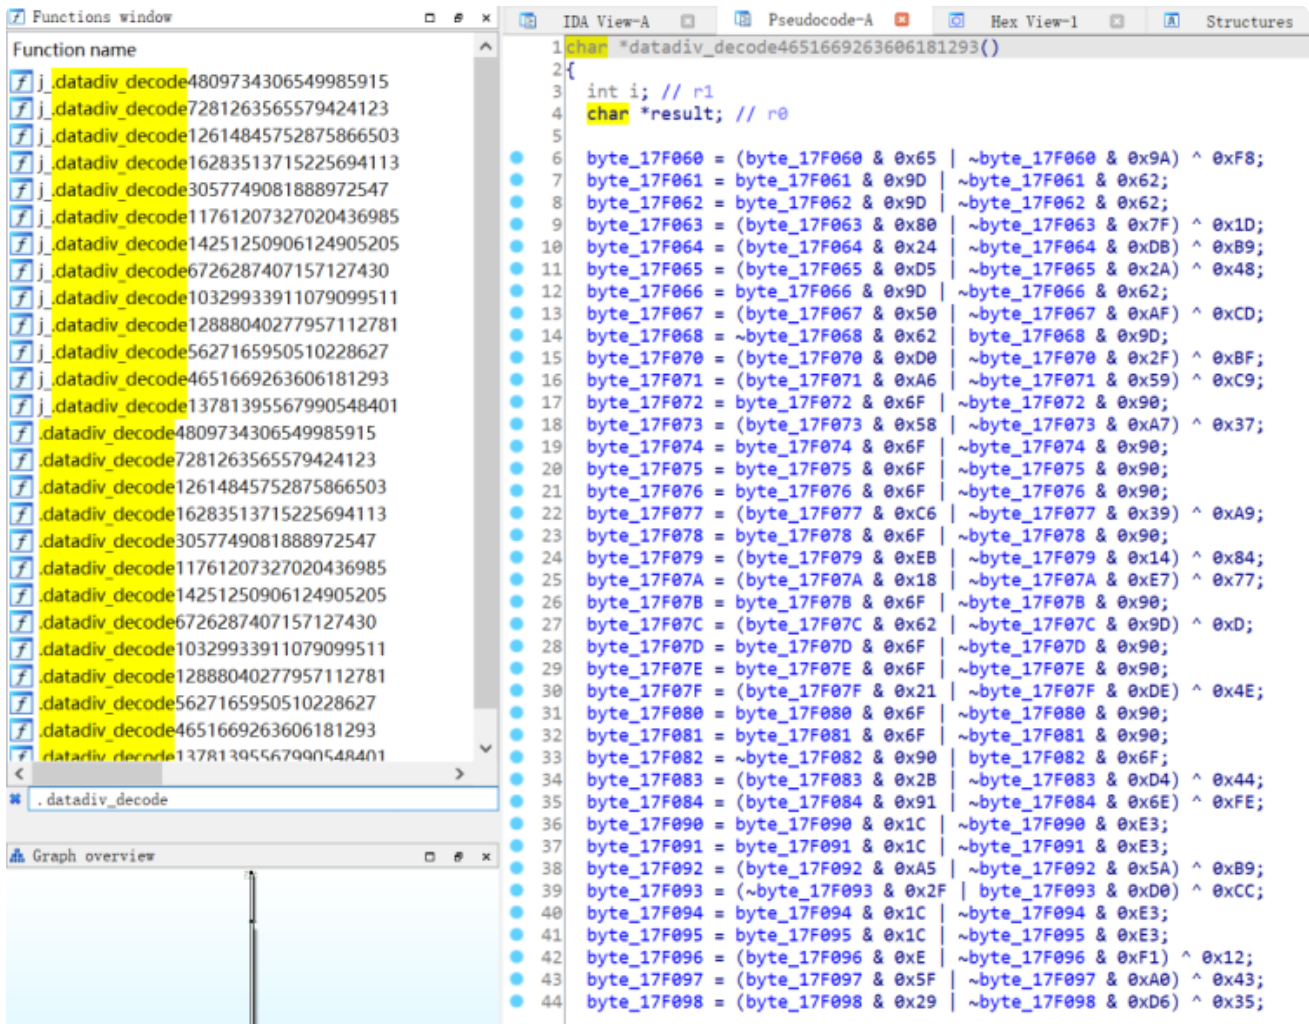 Functions window
Function name
j_.datadiv_decode4809734306549985915
j_.datadiv_decode7281263565579424123
j_.datadiv_decode12614845752875866503
j_.datadiv_decode16283513715225694113
j_.datadiv_decode3057749081888972547
j_.datadiv_decode11761207327020436985
j_.datadiv_decode14251250906124905205
j_.datadiv_decode6726287407157127430
j_.datadiv_decode10329933911079099511
j_.datadiv_decode12888040277957112781
j_.datadiv_decode5627165950510228627
j_.datadiv_decode4651669263606181293
j_.datadiv_decode13781395567990548401
.datadiv_decode4809734306549985915
.datadiv_decode7281263565579424123
.datadiv_decode12614845752875866503
.datadiv_decode16283513715225694113
.datadiv_decode3057749081888972547
.datadiv_decode11761207327020436985
.datadiv_decode14251250906124905205
.datadiv_decode6726287407157127430
.datadiv_decode10329933911079099511
.datadiv_decode12888040277957112781
.datadiv_decode5627165950510228627
.datadiv_decode4651669263606181293
.datadiv_decode13781395567990548401
.datadiv_decode
Graph overview
IDA View-A Pseudocode-A Hex View-1 Structures
1 char *datadiv_decode4651669263606181293()
2 {
3 int i; // r1
4 char *result; // r0
5
6 byte_17F060 = (byte_17F060 & 0x65 | ~byte_17F060 & 0x9A) ^ 0xF8;
7 byte_17F061 = byte_17F061 & 0x9D | ~byte_17F061 & 0x62;
8 byte_17F062 = byte_17F062 & 0x9D | ~byte_17F062 & 0x62;
9 byte_17F063 = (byte_17F063 & 0x80 | ~byte_17F063 & 0x7F) ^ 0x1D;
10 byte_17F064 = (byte_17F064 & 0x24 | ~byte_17F064 & 0xDB) ^ 0xB9;
11 byte_17F065 = (byte_17F065 & 0xD5 | ~byte_17F065 & 0x2A) ^ 0x48;
12 byte_17F066 = byte_17F066 & 0x9D | ~byte_17F066 & 0x62;
13 byte_17F067 = (byte_17F067 & 0x50 | ~byte_17F067 & 0xAF) ^ 0xCD;
14 byte_17F068 = ~byte_17F068 & 0x62 | byte_17F068 & 0x9D;
15 byte_17F070 = (byte_17F070 & 0xD0 | ~byte_17F070 & 0x2F) ^ 0xBF;
16 byte_17F071 = (byte_17F071 & 0xA6 | ~byte_17F071 & 0x59) ^ 0xC9;
17 byte_17F072 = byte_17F072 & 0x6F | ~byte_17F072 & 0x90;
18 byte_17F073 = (byte_17F073 & 0x58 | ~byte_17F073 & 0xA7) ^ 0x37;
19 byte_17F074 = byte_17F074 & 0x6F | ~byte_17F074 & 0x90;
20 byte_17F075 = byte_17F075 & 0x6F | ~byte_17F075 & 0x90;
21 byte_17F076 = byte_17F076 & 0x6F | ~byte_17F076 & 0x90;
22 byte_17F077 = (byte_17F077 & 0xC6 | ~byte_17F077 & 0x39) ^ 0xA9;
23 byte_17F078 = byte_17F078 & 0x6F | ~byte_17F078 & 0x90;
24 byte_17F079 = (byte_17F079 & 0xEB | ~byte_17F079 & 0x14) ^ 0x84;
25 byte_17F07A = (byte_17F07A & 0x18 | ~byte_17F07A & 0xE7) ^ 0x77;
26 byte_17F07B = byte_17F07B & 0x6F | ~byte_17F07B & 0x90;
27 byte_17F07C = (byte_17F07C & 0x62 | ~byte_17F07C & 0x9D) ^ 0xD;
28 byte_17F07D = byte_17F07D & 0x6F | ~byte_17F07D & 0x90;
29 byte_17F07E = byte_17F07E & 0x6F | ~byte_17F07E & 0x90;
30 byte_17F07F = (byte_17F07F & 0x21 | ~byte_17F07F & 0xDE) ^ 0x4E;
31 byte_17F080 = byte_17F080 & 0x6F | ~byte_17F080 & 0x90;
32 byte_17F081 = byte_17F081 & 0x6F | ~byte_17F081 & 0x90;
33 byte_17F082 = ~byte_17F082 & 0x90 | byte_17F082 & 0x6F;
34 byte_17F083 = (byte_17F083 & 0x2B | ~byte_17F083 & 0xD4) ^ 0x44;
35 byte_17F084 = (byte_17F084 & 0x91 | ~byte_17F084 & 0x6E) ^ 0xFE;
36 byte_17F090 = byte_17F090 & 0x1C | ~byte_17F090 & 0xE3;
37 byte_17F091 = byte_17F091 & 0x1C | ~byte_17F091 & 0xE3;
38 byte_17F092 = (byte_17F092 & 0xA5 | ~byte_17F092 & 0x5A) ^ 0xB9;
39 byte_17F093 = (~byte_17F093 & 0x2F | byte_17F093 & 0xD0) ^ 0xCC;
40 byte_17F094 = byte_17F094 & 0x1C | ~byte_17F094 & 0xE3;
41 byte_17F095 = byte_17F095 & 0x1C | ~byte_17F095 & 0xE3;
42 byte_17F096 = (byte_17F096 & 0xE | ~byte_17F096 & 0xF1) ^ 0x12;
43 byte_17F097 = (byte_17F097 & 0x5F | ~byte_17F097 & 0xA0) ^ 0x43;
44 byte_17F098 = (byte_17F098 & 0x29 | ~byte_17F098 & 0xD6) ^ 0x35;